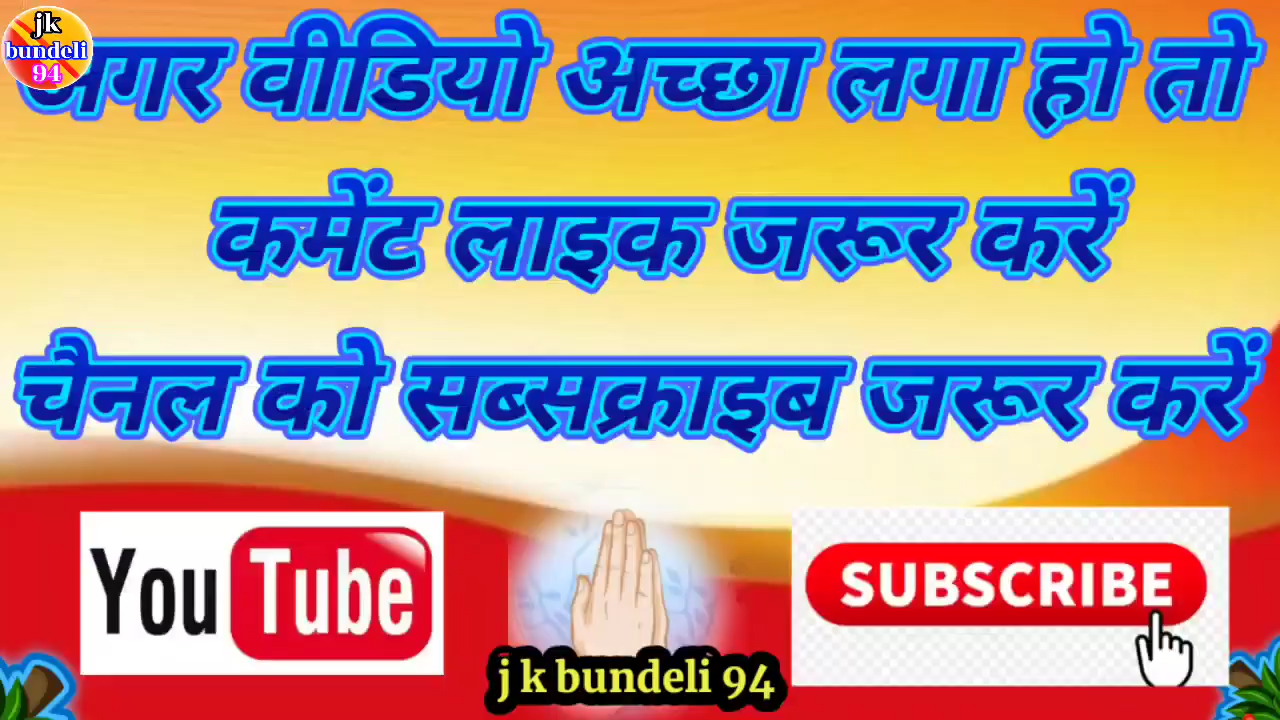 jk
bundeli
94
अगर वीडियो अच्छा लगा हो तो
कमेंट लाइक जरूर करें
चैनल को सब्सक्राइब जरूर करें
YouTube
SUBSCRIBE
j k bundeli 94